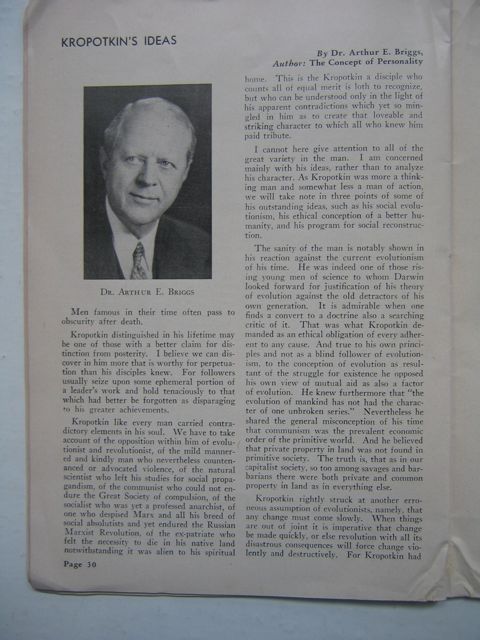 KROPOTKIN'S IDEAS
By Dr. Arthur E. Briggs,
Author: The Concept of Personality
DR. ARTHUR E. BRIGGS
Men famous in their time often pass to
obscurity after death.
Kropotkin distinguished in his lifetime may
be one of those with a better claim for dis-
tinction from posterity. I believe we can dis-
cover in him more that is worthy for perpetua-
tion than his disciples knew. For followers
usually seize upon some ephemeral portion of
a leader's work and hold tenaciously to that
which had better be forgotten as disparaging
to his greater achievements.
Kropotkin like every man carried contra-
dictory elements in his soul. We have to take
account of the opposition within him of evolu-
tionist and revolutionist, of the mild manner-
ed and kindly man who nevertheless counten-
anced or advocated violence, of the natural
scientist who left his studies for social propa-
gandism, of the communist who could not en-
dure the Great Society of compulsion, of the
socialist who was yet a professed anarchist, of
one who despised Marx and all his breed of
social absolutists and yet endured the Russian
Marxist Revolution, of the ex-patriate who
felt the necessity to die in his native land
notwithstanding it was alien to his spiritual
Page 30
home. This is the Kropotkin a disciple who
counts all of equal merit is loth to recognize,
but who can be understood only in the light of
his apparent contradictions which yet so min-
gled in him as to create that loveable and
striking character to which all who knew him
paid tribute.
I cannot here give attention to all of the
great variety in the man. I am concerned
mainly with his ideas, rather than to analyze
his character. As Kropotkin was more a think-
ing man and somewhat less a man of action,
we will take note in three points of some of
his outstanding ideas, such as his social evolu-
tionism, his ethical conception of a better hu-
manity, and his program for social reconstruc-
tion.
The sanity of the man is notably shown in
his reaction against the current evolutionism
of his time. He was indeed one of those ris-
ing young men of science to whom Darwin
looked forward for justification of his theory
of evolution against the old detractors of his
own generation. It is admirable when one
finds a convert to a doctrine also a searching
critic of it. That was what Kropotkin de-
manded as an ethical obligation of every adher-
ent to any cause. And true to his own princi-
ples and not as a blind follower of evolution-
ism, to the conception of evolution as resul-
tant of the struggle for existence he opposed
his own view of mutual aid as also a factor
of evolution. He knew furthermore that "the
evolution of mankind has not had the charac-
ter of one unbroken series." Nevertheless he
shared the general misconception of his time
that communism was the prevalent economic
order of the primitive world. And he believed
that private property in land was not found in
primitive society. The truth is, that as in our
capitalist society, so too among savages and bar-
barians there were both private and common
property in land as in everything else.
Kropotkin rightly struck at another erro-
neous assumption of evolutionists, namely, that
any change must come slowly. When things
are out of joint it is imperative that change
be made quickly, or else revolution with all its
disastrous consequences will force change vio-
lently and destructively. For Kropotkin had